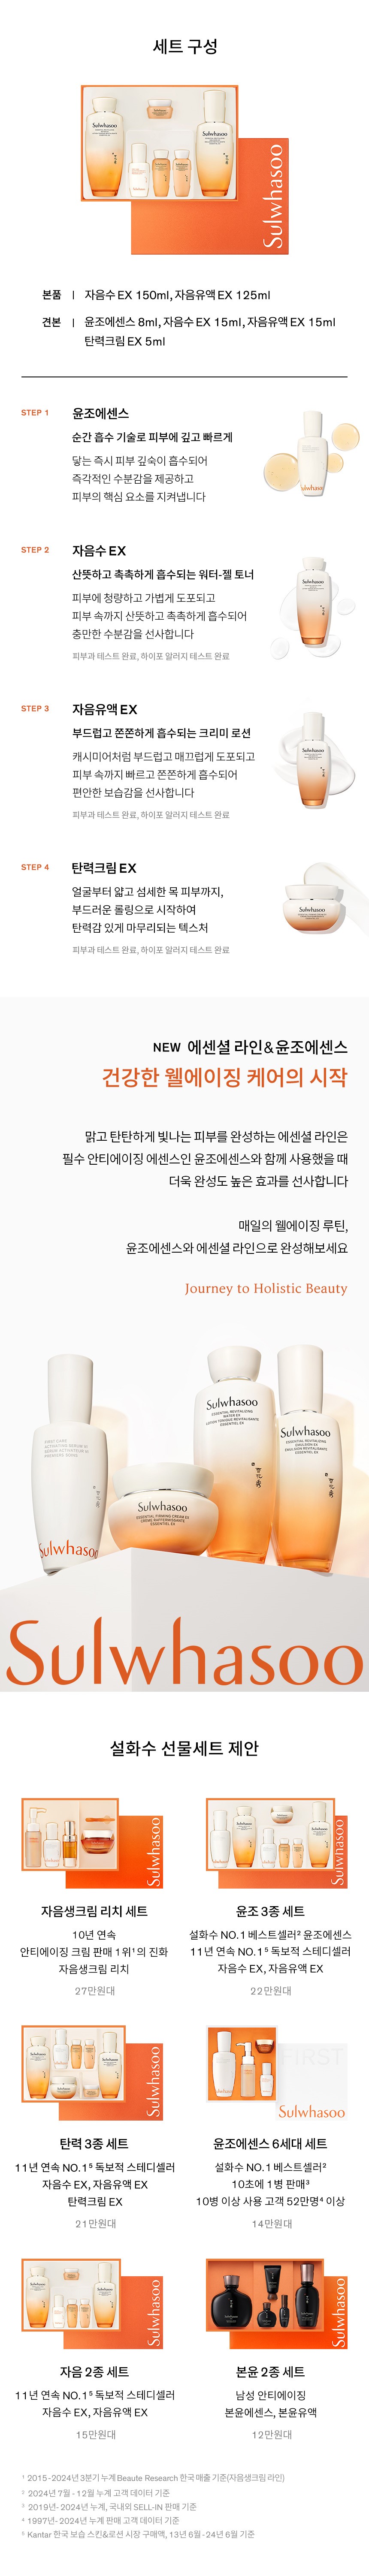 세트 구성
Sulwhasoo
Sulwhasoo
Sulwhasoo
본품 | 자음수 EX 150ml, 자음유액 EX 125ml
견본 | 윤조에센스 8ml, 자음수 EX 15ml, 자음유액 EX 15ml
탄력크림 EX 5ml
STEP 1
윤조에센스
순간 흡수 기술로 피부에 깊고 빠르게
닿는 즉시 피부 깊숙이 흡수되어
즉각적인 수분감을 제공하고
피부의 핵심 요소를 지켜냅니다
STEP 2
자음수 EX
산뜻하고 촉촉하게 흡수되는 워터-젤 토너
피부에 청량하고 가볍게 도포되고
피부 속까지 산뜻하고 촉촉하게 흡수되어
충만한 수분감을 선사합니다
피부과 테스트 완료, 하이포 알러지 테스트 완료
Sulwhasoo
STEP 3
자음유액 EX
부드럽고 쫀쫀하게 흡수되는 크리미 로션
캐시미어처럼 부드럽고 매끄럽게 도포되고
피부 속까지 빠르고 쫀쫀하게 흡수되어
편안한 보습감을 선사합니다
피부과 테스트 완료, 하이포 알러지 테스트 완료
Sulwhasoo
STEP 4
탄력크림 EX
얼굴부터 얇고 섬세한 목 피부까지,
부드러운 롤링으로 시작하여
탄력감 있게 마무리되는 텍스처
피부과 테스트 완료, 하이포 알러지 테스트 완료
Sulwhasoo
NEW 에센셜 라인&윤조에센스
건강한 웰에이징 케어의 시작
맑고 탄탄하게 빛나는 피부를 완성하는 에센셜 라인은
필수 안티에이징 에센스인 윤조에센스와 함께 사용했을 때
더욱 완성도 높은 효과를 선사합니다
매일의 웰에이징 루틴,
윤조에센스와 에센셜 라인으로 완성해보세요
Journey to Holistic Beauty
Sulwhasoo
ESSENTIAL REVITALIZING
WATER EX
LOTION TONIQUE REVITALISANTE
ESSENTIEL EX
Sulwhasoo
ESSENTIAL REVITALIZING
EMULSION EX
EMULSION REVITALISANTE
ESSENTIEL EX
Sulwhasoo
ESSENTIAL FIRMING CREAM EX
CRÈME RAFFERMISSANTE
ESSENTIEL EX
Sulwhasoo
Sulwhasoo
설화수 선물세트 제안
Sulwhasoo
자음생크림 리치 세트
10년 연속
안티에이징 크림 판매 1위¹의 진화
자음생크림 리치
27만원대
Sulwhasoo
윤조 3종 세트
설화수 NO.1 베스트셀러² 윤조에센스
11년 연속 NO.1⁵ 독보적 스테디셀러
자음수 EX, 자음유액 EX
22만원대
Sulwhasoo
탄력 3종 세트
11년 연속 NO.1⁵ 독보적 스테디셀러
자음수 EX, 자음유액 EX
탄력크림 EX
21만원대
FIRST
Sulwhasoo
윤조에센스 6세대 세트
설화수 NO.1 베스트셀러²
10초에 1병 판매³
10병 이상 사용 고객 52만명⁴ 이상
14만원대
Sulwhasoo
자음 2종 세트
11년 연속 NO.1⁵ 독보적 스테디셀러
자음수 EX, 자음유액 EX
15만원대
Sulwhasoo
본윤 2종 세트
남성 안티에이징
본윤에센스, 본윤유액
12만원대
¹ 2015-2024년 3분기 누계 Beaute Research 한국 매출 기준(자음생크림 라인)
² 2024년 7월 - 12월 누계 고객 데이터 기준
³ 2019년- 2024년 누계, 국내외 SELL-IN 판매 기준
⁴ 1997년- 2024년 누계 판매 고객 데이터 기준
⁵ Kantar 한국 보습 스킨&로션 시장 구매액, 13년 6월 -24년 6월 기준